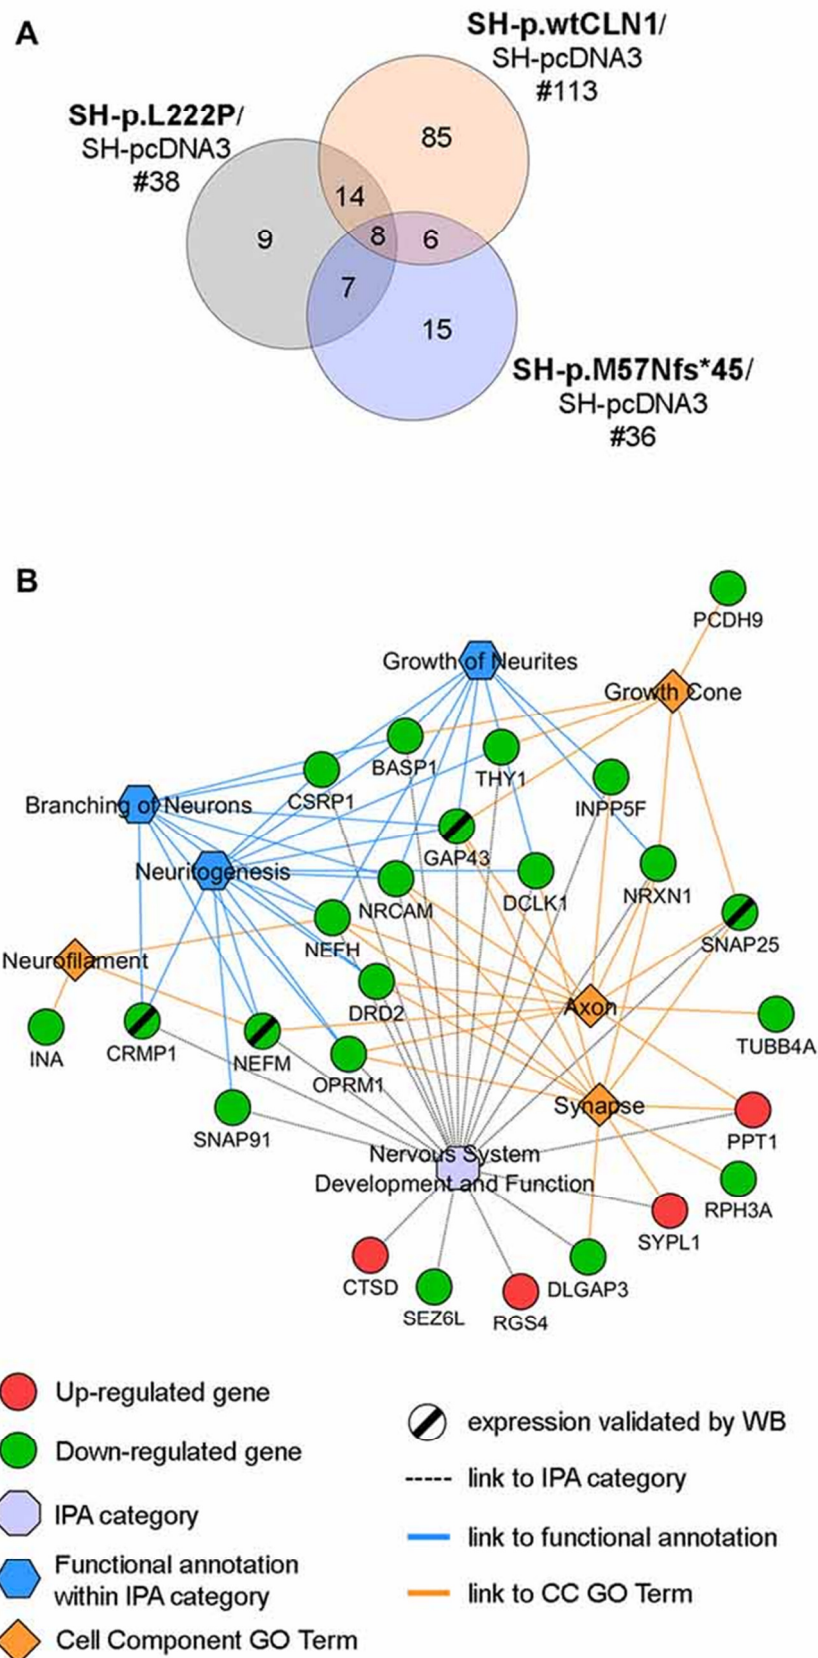 A
SH-p.wtCLN1/
SH-pcDNA3
#113
SH-p.L222P/
SH-pcDNA3
#38
85
14
9
8
6
7
15
SH-p.M57Nfs*45/
SH-pcDNA3
#36
B
PCDH9
Growth of Neurites
Growth Cone
BASP1
THY1
CSRP1
INPP5F
Branching of Neurons
GAP43
Neuritogenesis
NRCAM
DCLK1
NRXN1
NEFH
SNAP25
Neurofilament
DRD2
Axon
INA
CRMP1
NEFM
TUBB4A
OPRM1
Synapse
SNAP91
PPT1
Nervous System
Development and Function
RPH3A
SYPL1
CTSD
DLGAP3
SEZ6L
RGS4
Up-regulated gene
Down-regulated gene
IPA category
Functional annotation
within IPA category
Cell Component GO Term
expression validated by WB
link to IPA category
link to functional annotation
link to CC GO Term